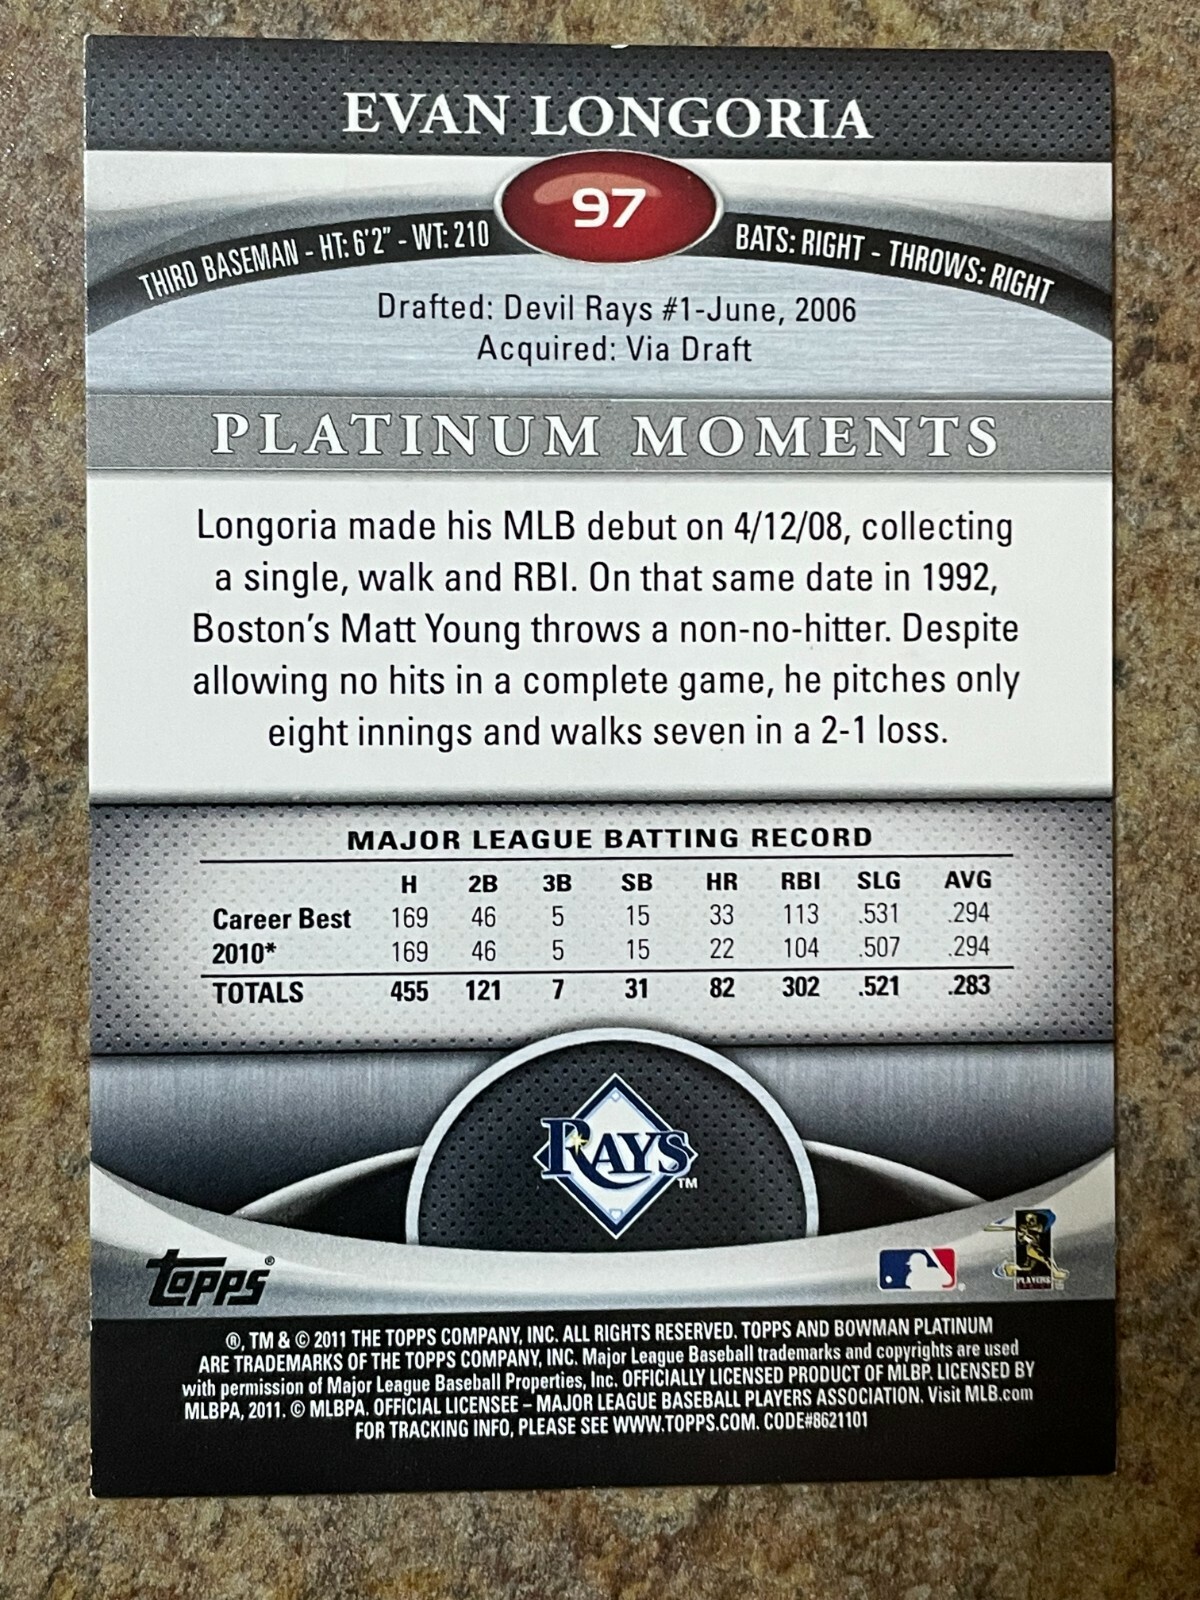 EVAN LONGORIA
97
THIRD BASEMAN - HT: 6'2" - WT: 210
BATS: RIGHT - THROWS: RIGHT
Drafted: Devil Rays #1-June, 2006
Acquired: Via Draft
PLATINUM MOMENTS
Longoria made his MLB debut on 4/12/08, collecting
a single, walk and RBI. On that same date in 1992,
Boston's Matt Young throws a non-no-hitter. Despite
allowing no hits in a complete game, he pitches only
eight innings and walks seven in a 2-1 loss.
MAJOR LEAGUE BATTING RECORD
H 2B 3B SB HR RBI SLG AVG
Career Best 169 46 5 15 33 113 .531 .294
2010* 169 46 5 15 22 104 .507 .294
TOTALS 455 121 7 31 82 302 .521 .283
RAYS™
Topps®
®
PLAYERS
®, TM & © 2011 THE TOPPS COMPANY, INC. ALL RIGHTS RESERVED. TOPPS AND BOWMAN PLATINUM
ARE TRADEMARKS OF THE TOPPS COMPANY, INC. Major League Baseball trademarks and copyrights are used
with permission of Major League Baseball Properties, Inc. OFFICIALLY LICENSED PRODUCT OF MLBP. LICENSED BY
MLBPA, 2011. © MLBPA. OFFICIAL LICENSEE – MAJOR LEAGUE BASEBALL PLAYERS ASSOCIATION. Visit MLB.com
FOR TRACKING INFO, PLEASE SEE WWW.TOPPS.COM. CODE#8621101